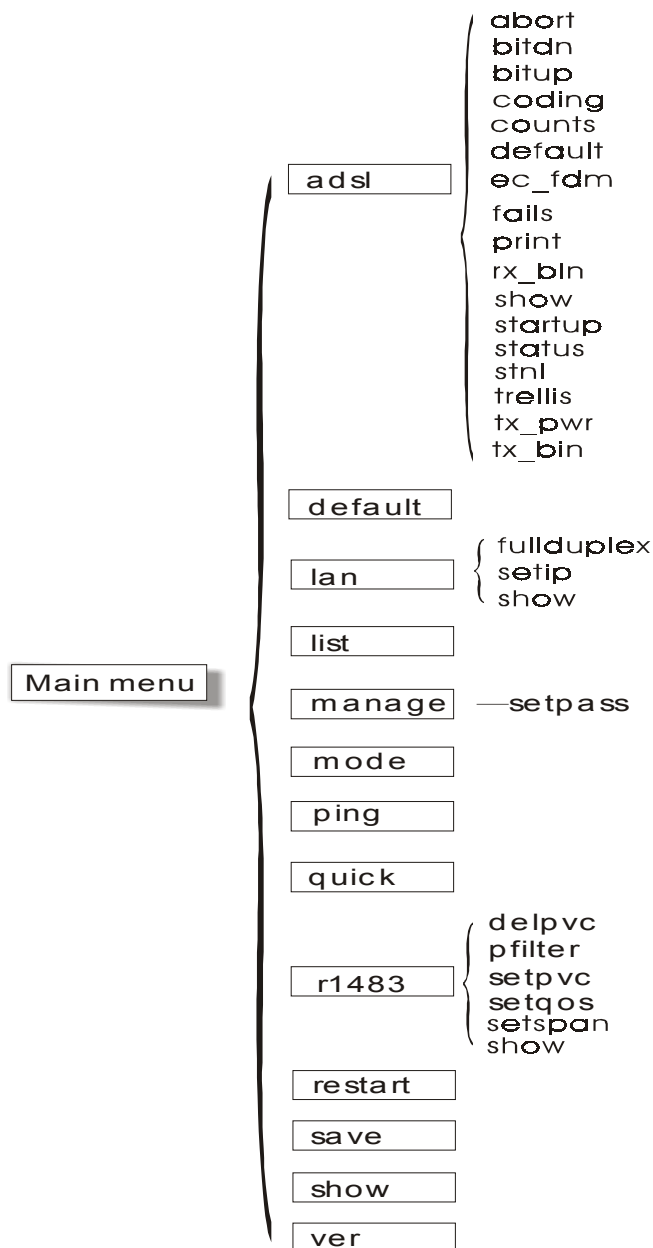 Main menu
adsl
abort
bitdn
bitup
coding
counts
default
ec_fdm
fails
print
rx_bln
show
startup
status
stnl
trellis
tx_pwr
tx_bin
default
lan
fullduplex
setip
show
list
manage
setpass
mode
ping
quick
r1483
delpvc
pfilter
setpvc
setqos
setspan
show
restart
save
show
ver